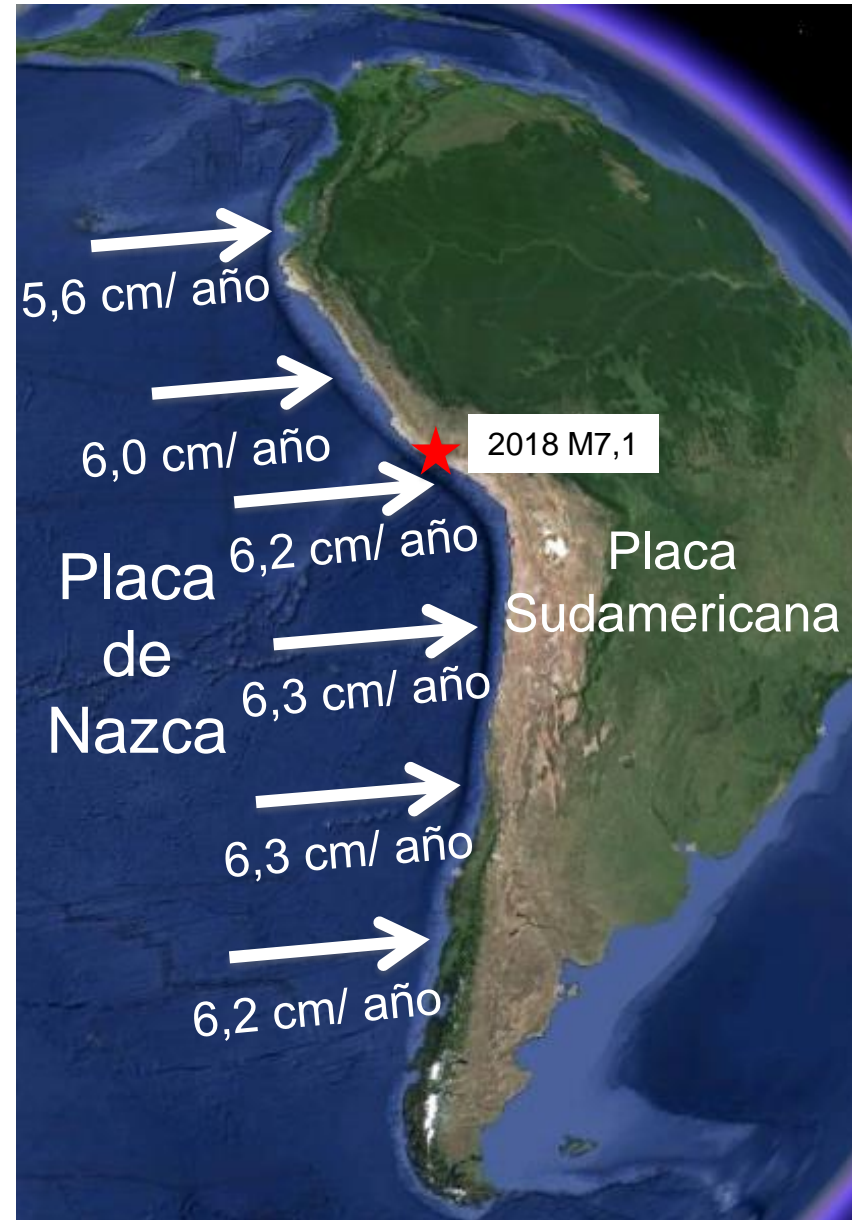 5,6 cm/ año
6,0 cm/ año
2018 M7,1
6,2 cm/ año
Placa
de
Nazca
Placa
Sudamericana
6,3 cm/ año
6,3 cm/ año
6,2 cm/ año